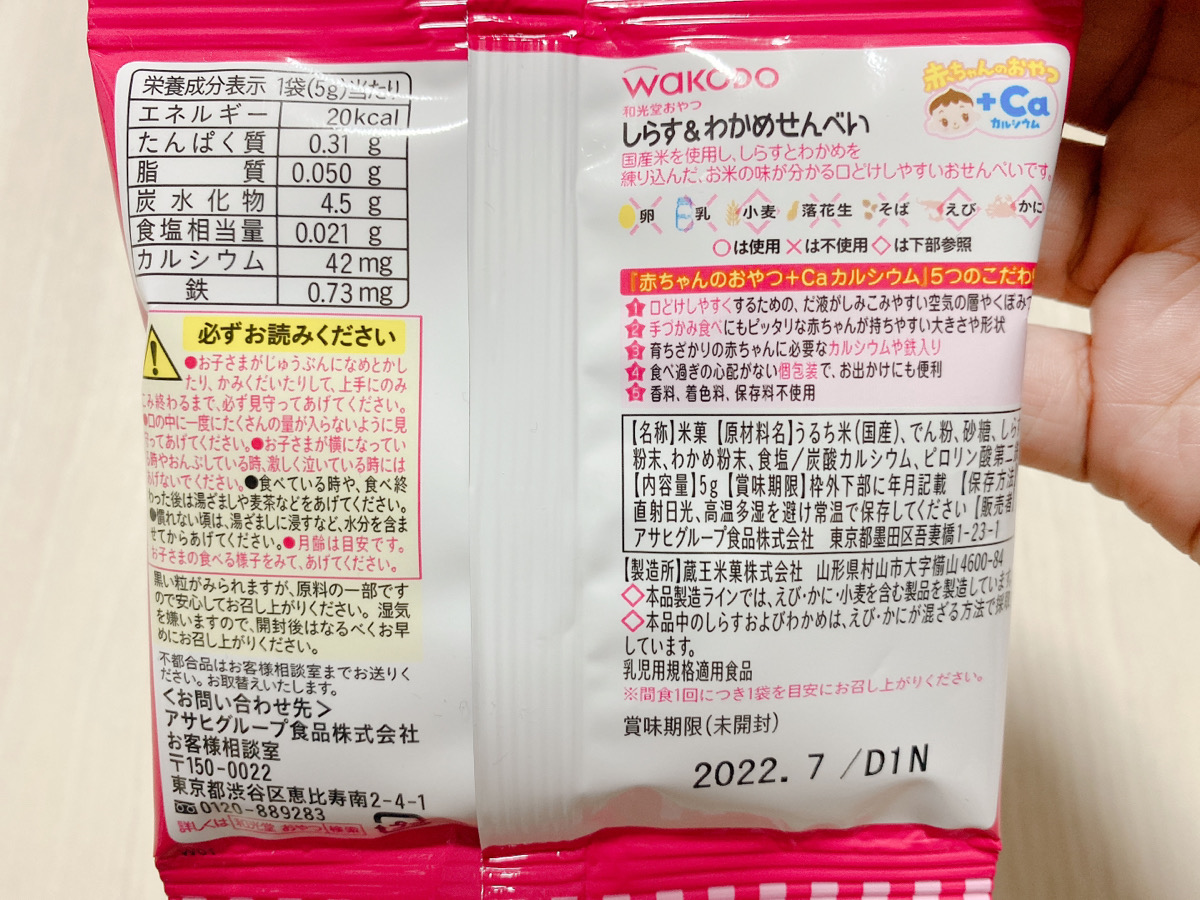 栄養成分表示 1袋(5g)当たり
エネルギー 20kcal
たんぱく質 0.31 g
脂質 0.050 g
炭水化物 4.5 g
食塩相当量 0.021 g
カルシウム 42mg
鉄 0.73mg
必ずお読みください
●お子さまがじゅうぶんになめとかし
たり、かみくだいたりして、上手にのみ
こみ終わるまで、必ず見守ってあげてください。
●口の中に一度にたくさんの量が入らないように見
守ってあげてください。●お子さまが横になってい
る時やおんぶしている時、激しく泣いている時には
あげないでください。●食べている時や、食べ終
わった後は湯ざましや麦茶などをあげてください。
●慣れない頃は、湯ざましに浸すなど、水分を含ま
せてからあげてください。●月齢は目安です。
お子さまの食べる様子をみて、あげてください。
黒い粒がみられますが、原料の一部です
ので安心してお召し上がりください。 湿気
を嫌いますので、開封後はなるべくお早
めにお召し上がりください。
不都合品はお客様相談室までお送りく
ださい。お取替えいたします。
<お問い合わせ先>
アサヒグループ食品株式会社
お客様相談室
〒150-0022
東京都渋谷区恵比寿南2-4-1
0120-889283
詳しくは 和光堂 おやつ 検索
wakodo
和光堂おやつ
しらす&わかめせんべい
国産米を使用し、しらすとわかめを
練り込んだ、お米の味が分かる口どけしやすいおせんべいです。
赤ちゃんのおやつ
+Ca
カルシウム
卵 乳 小麦 落花生 そば えび かに
○は使用 ×は不使用 ◇は下部参照
『赤ちゃんのおやつ+Caカルシウム』5つのこだわ
1 口どけしやすくするための、だ液がしみこみやすい空気の層やくぼみ
2 手づかみ食べにもピッタリな赤ちゃんが持ちやすい大きさや形状
3 育ちざかりの赤ちゃんに必要なカルシウムや鉄入り
4 食べ過ぎの心配がない個包装で、お出かけにも便利
5 香料、着色料、保存料不使用
【名称】米菓 【原材料名】うるち米(国産)、でん粉、砂糖、しらす
粉末、わかめ粉末、食塩/炭酸カルシウム、ピロリン酸第二
【内容量】5g 【賞味期限】枠外下部に年月記載 【保存方法】
直射日光、高温多湿を避け常温で保存してください 【販売者】
アサヒグループ食品株式会社 東京都墨田区吾妻橋1-23-1
【製造所】蔵王米菓株式会社 山形県村山市大字櫤山4600-84
◇本品製造ラインでは、えび・かに・小麦を含む製品を製造していま
◇本品中のしらすおよびわかめは、えび・かにが混ざる方法で採取
しています。
乳児用規格適用食品
※間食1回につき1袋を目安にお召し上がりください。
賞味期限(未開封)
2022. 7 /D1N